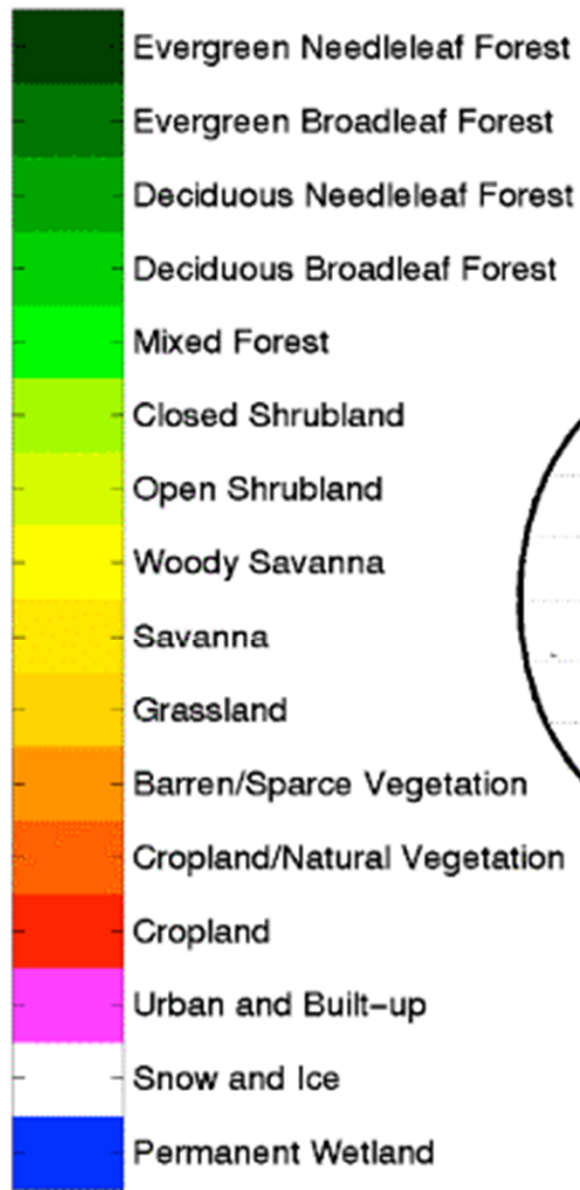 Evergreen Needleleaf Forest
Evergreen Broadleaf Forest
Deciduous Needleleaf Forest
Deciduous Broadleaf Forest
Mixed Forest
Closed Shrubland
Open Shrubland
Woody Savanna
Savanna
Grassland
Barren/Sparce Vegetation
Cropland/Natural Vegetation
Cropland
Urban and Built-up
Snow and Ice
Permanent Wetland